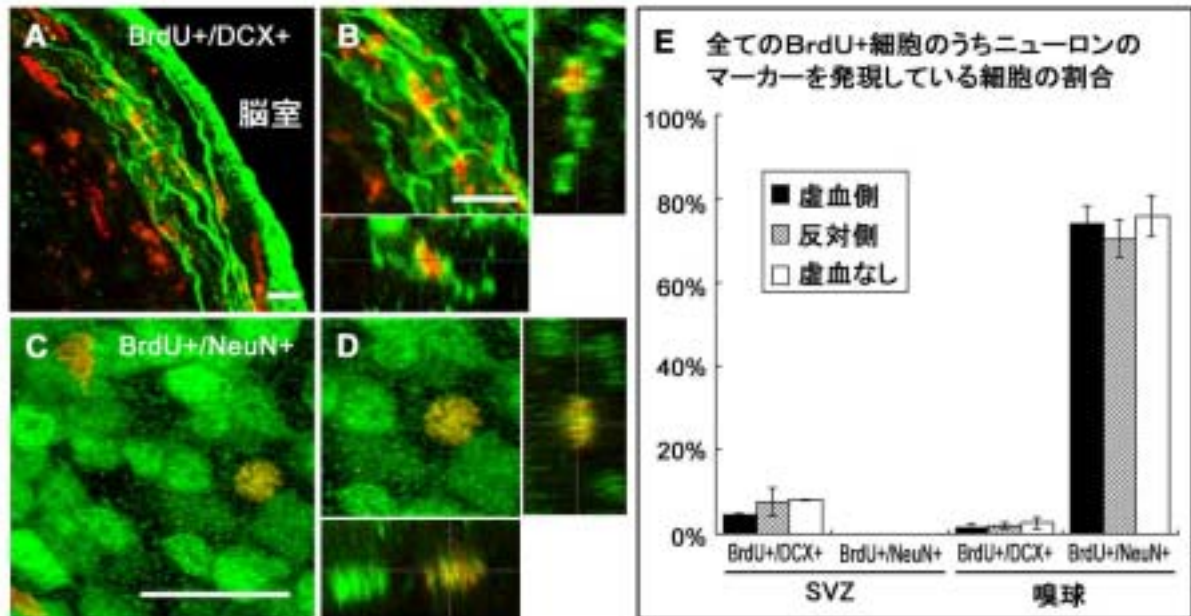 A BrdU+/DCX+
脳室
B
C BrdU+/NeuN+
D
E 全てのBrdU+細胞のうちニューロンの
マーカーを発現している細胞の割合
100%
80%
60%
40%
20%
0%
虚血側
反対側
虚血なし
BrdU+/DCX+ BrdU+/NeuN+ BrdU+/DCX+ BrdU+/NeuN+
SVZ 嗅球